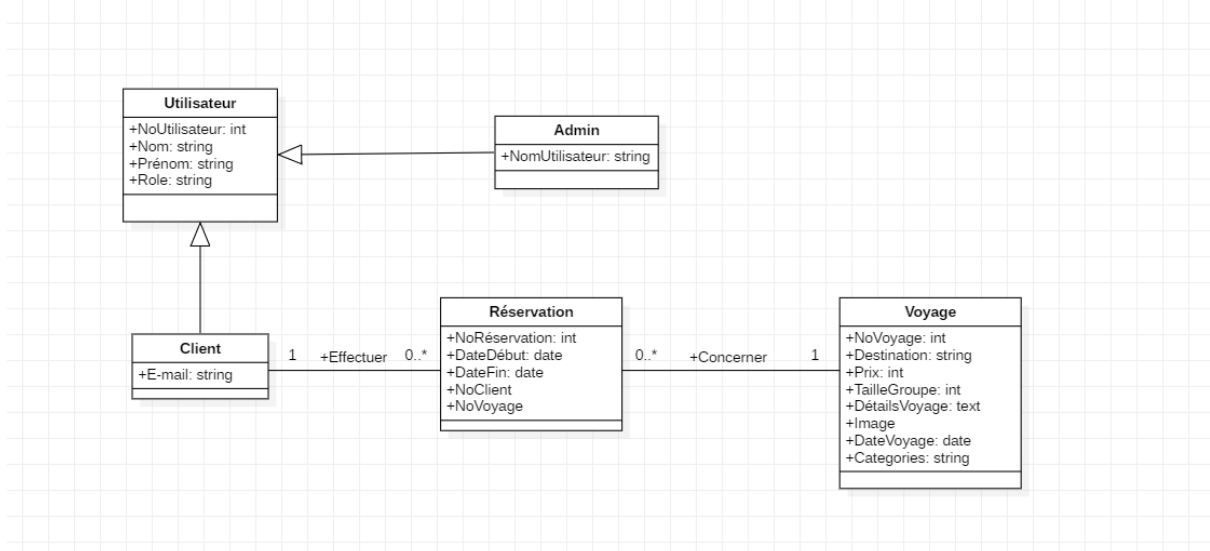 Utilisateur
+NoUtilisateur: int
+Nom: string
+Prénom: string
+Role: string
Admin
+NomUtilisateur: string
Client
+E-mail: string
1
+Effectuer
0..*
Réservation
+NoRéservation: int
+DateDébut: date
+DateFin: date
+NoClient
+NoVoyage
0..*
+Concerner
1
Voyage
+NoVoyage: int
+Destination: string
+Prix: int
+TailleGroupe: int
+DétailsVoyage: text
+Image
+DateVoyage: date
+Categories: string